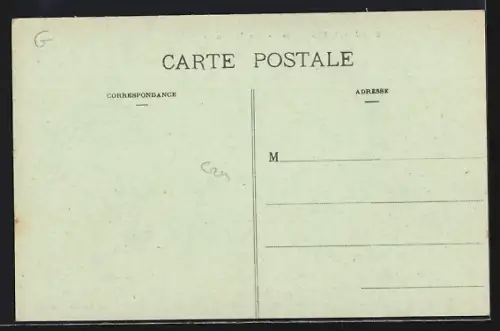 G
CARTE POSTALE
CORRESPONDANCE
ADRESSE
M